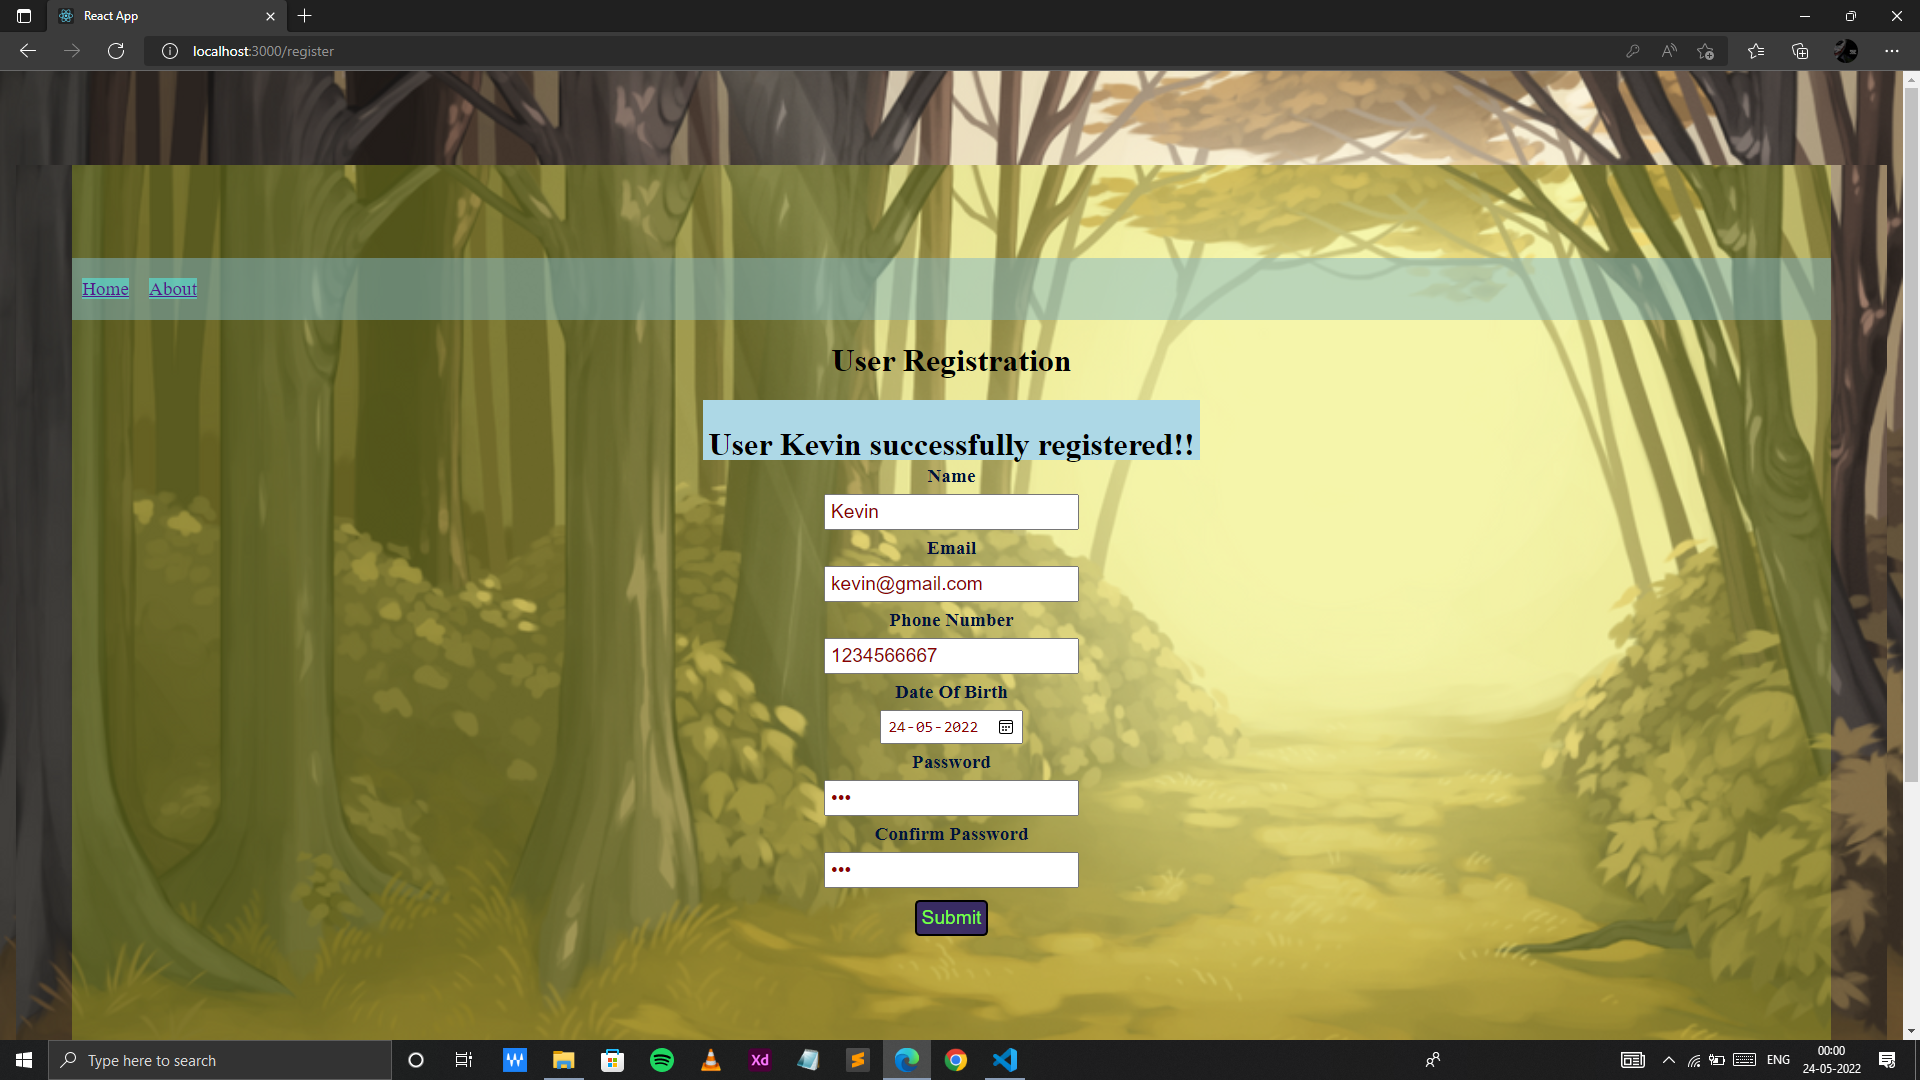 React App
localhost:3000/register
Home About
User Registration
User Kevin successfully registered!!
Name
Kevin
Email
kevin@gmail.com
Phone Number
1234566667
Date Of Birth
24-05-2022
Password
•••
Confirm Password
•••
Submit
Type here to search
Xd
ENG
00:00
24-05-2022